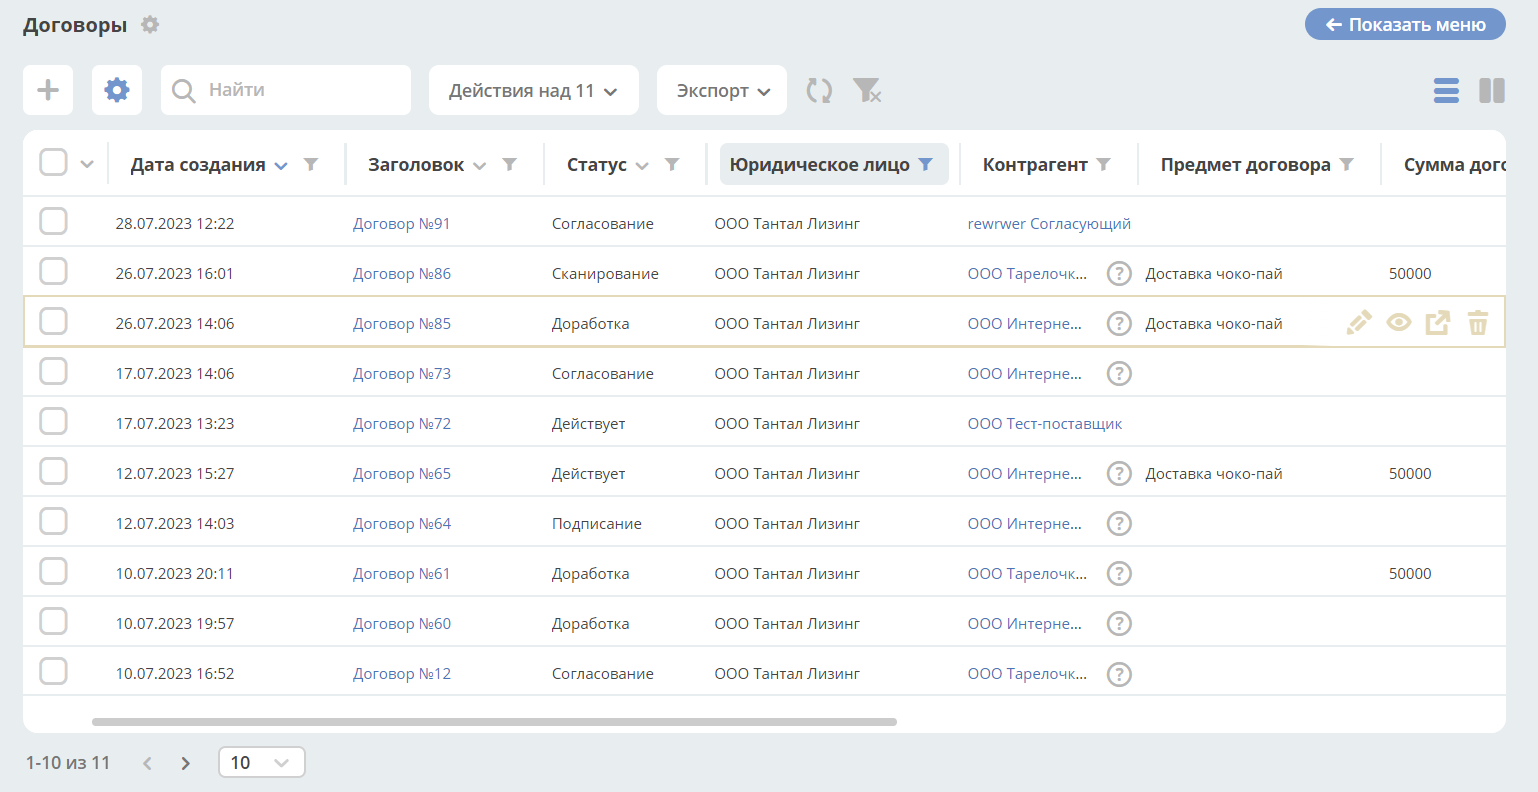 Договоры
Показать меню
Найти
Действия над 11
Экспорт
Дата создания Заголовок Статус Юридическое лицо Контрагент Предмет договора Сумма дого
28.07.2023 12:22 Договор №91 Согласование ООО Тантал Лизинг rewrwer Согласующий
26.07.2023 16:01 Договор №86 Сканирование ООО Тантал Лизинг ООО Тарелочк... ? Доставка чоко-пай 50000
26.07.2023 14:06 Договор №85 Доработка ООО Тантал Лизинг ООО Интерне... ? Доставка чоко-пай
17.07.2023 14:06 Договор №73 Согласование ООО Тантал Лизинг ООО Интерне... ?
17.07.2023 13:23 Договор №72 Действует ООО Тантал Лизинг ООО Тест-поставщик
12.07.2023 15:27 Договор №65 Действует ООО Тантал Лизинг ООО Интерне... ? Доставка чоко-пай 50000
12.07.2023 14:03 Договор №64 Подписание ООО Тантал Лизинг ООО Интерне... ?
10.07.2023 20:11 Договор №61 Доработка ООО Тантал Лизинг ООО Тарелочк... ? 50000
10.07.2023 19:57 Договор №60 Доработка ООО Тантал Лизинг ООО Интерне... ?
10.07.2023 16:52 Договор №12 Согласование ООО Тантал Лизинг ООО Тарелочк... ?
1-10 из 11
10